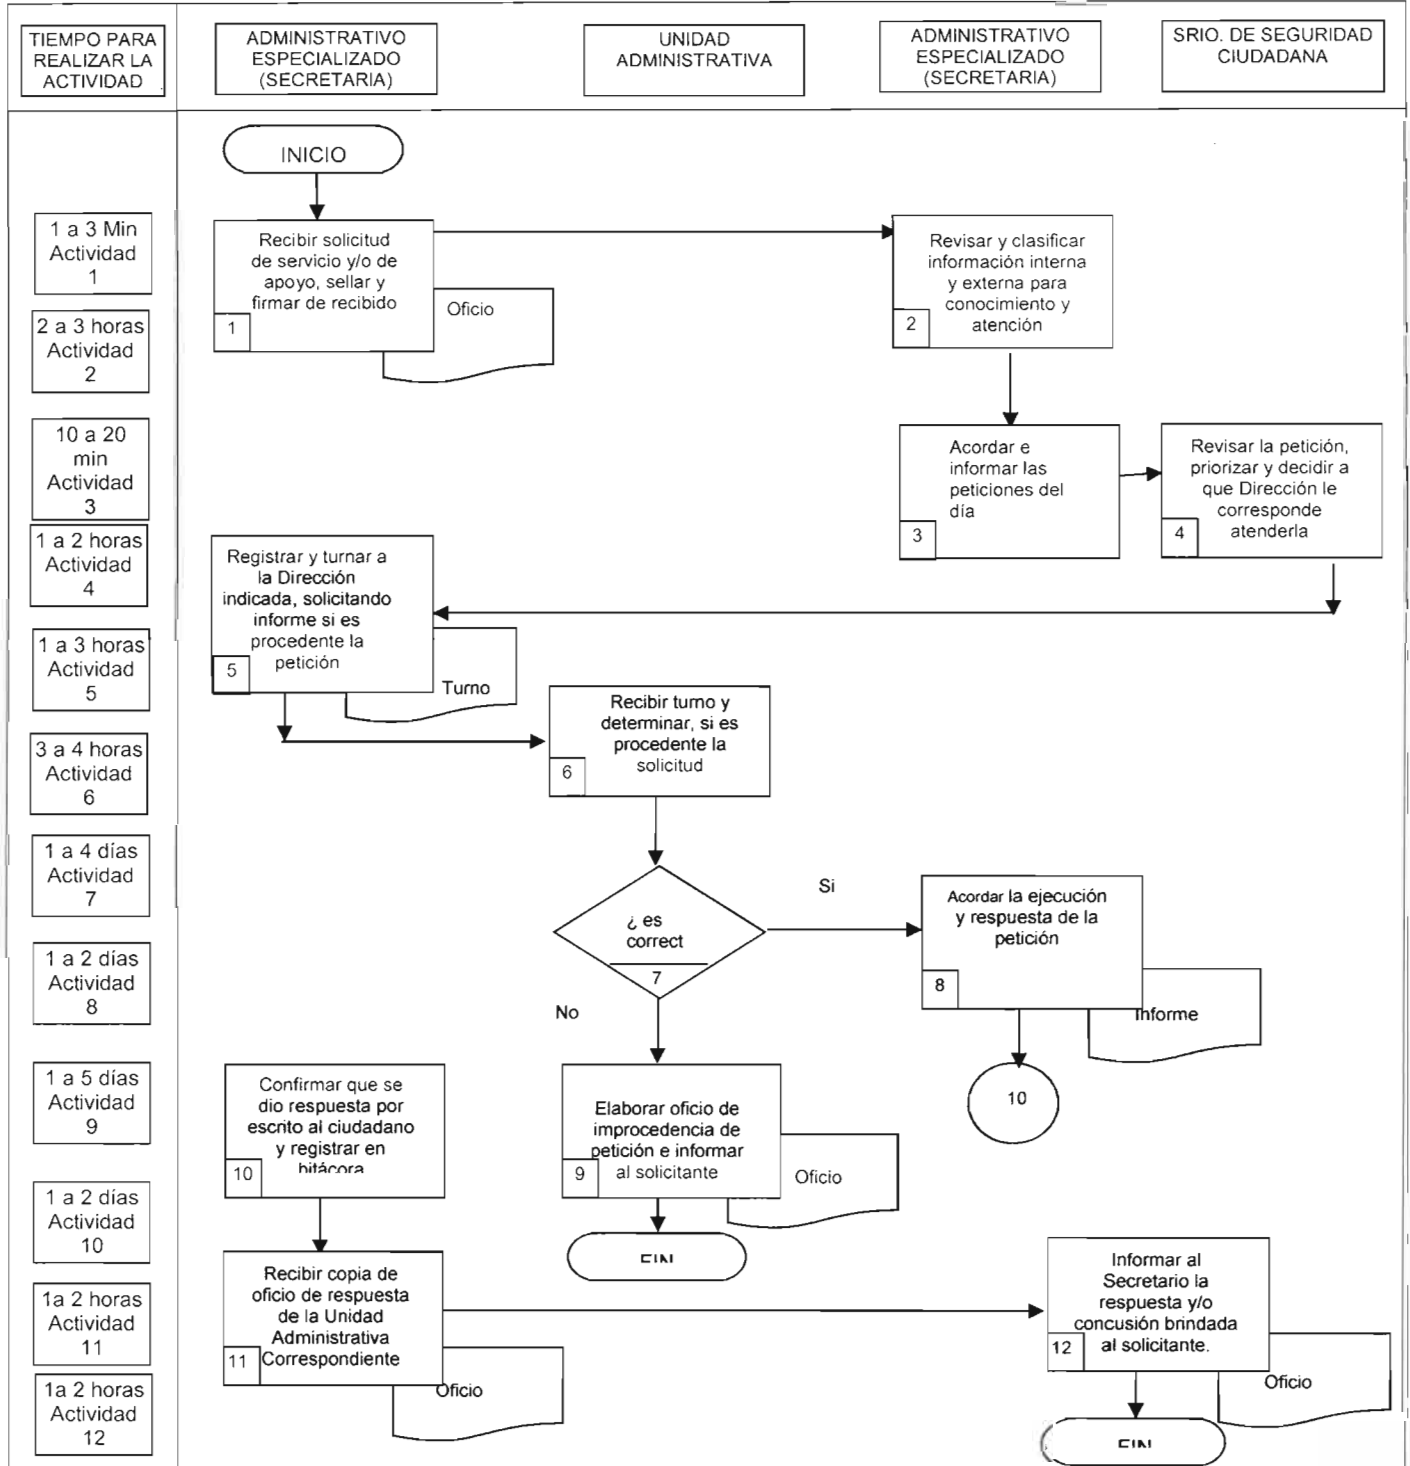 TIEMPO PARA
REALIZAR LA
ACTIVIDAD
ADMINISTRATIVO
ESPECIALIZADO
(SECRETARIA)
UNIDAD
ADMINISTRATIVA
ADMINISTRATIVO
ESPECIALIZADO
(SECRETARIA)
SRIO. DE SEGURIDAD
CIUDADANA
INICIO
1 a 3 Min
Actividad
1
2 a 3 horas
Actividad
2
10 a 20
min
Actividad
3
1 a 2 horas
Actividad
4
1 a 3 horas
Actividad
5
3 a 4 horas
Actividad
6
1 a 4 días
Actividad
7
1 a 2 días
Actividad
8
1 a 5 días
Actividad
9
1 a 2 días
Actividad
10
1a 2 horas
Actividad
11
1a 2 horas
Actividad
12
Recibir solicitud
de servicio y/o de
apoyo, sellar y
firmar de recibido
1
Oficio
Revisar y clasificar
información interna
y externa para
conocimiento y
atención
2
Acordar e
informar las
peticiones del
día
3
Revisar la petición,
priorizar y decidir a
que Dirección le
corresponde
atenderla
4
Registrar y turnar a
la Dirección
indicada, solicitando
informe si es
procedente la
petición
5
Turno
Recibir turno y
determinar, si es
procedente la
solicitud
6
¿ es
correct
7
Si
No
Acordar la ejecución
y respuesta de la
petición
8
Informe
10
Elaborar oficio de
improcedencia de
petición e informar
al solicitante
9
Oficio
FIN
Confirmar que se
dio respuesta por
escrito al ciudadano
y registrar en
bitácora
10
Recibir copia de
oficio de respuesta
de la Unidad
Administrativa
Correspondiente
11
Oficio
Informar al
Secretario la
respuesta y/o
concusión brindada
al solicitante.
12
Oficio
FIN